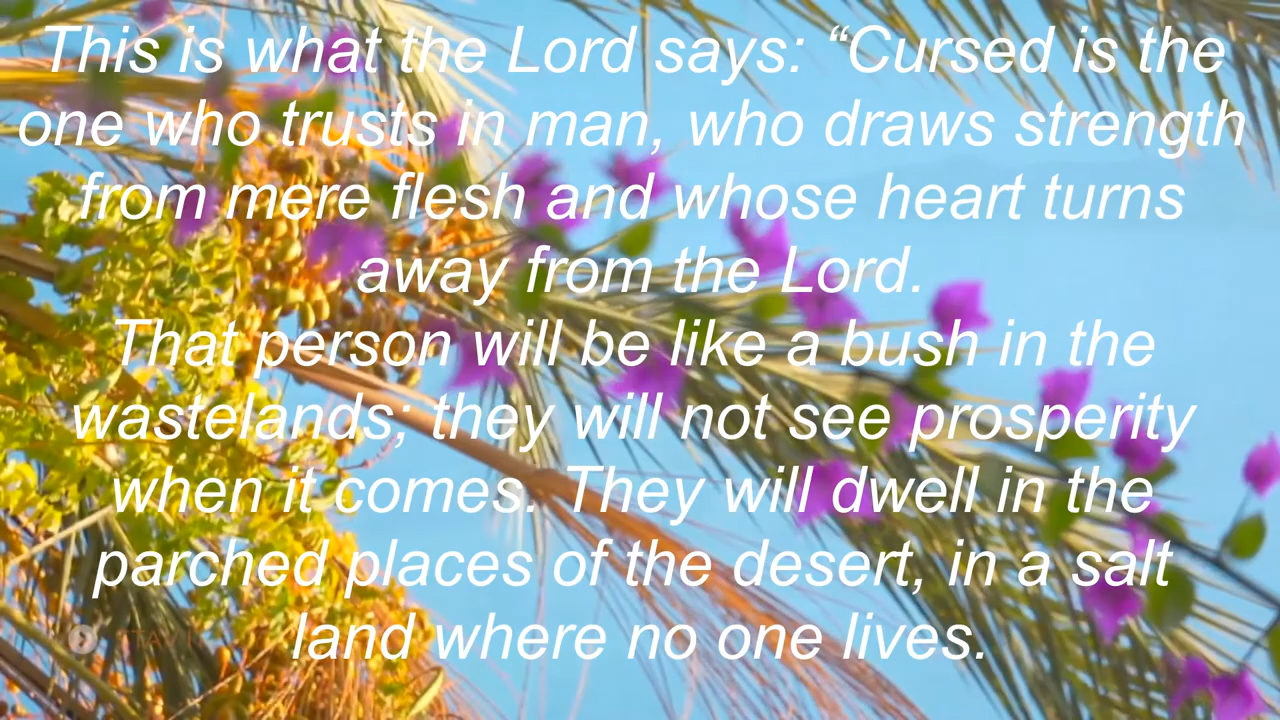 This is what the Lord says: “Cursed is the
one who trusts in man, who draws strength
from mere flesh and whose heart turns
away from the Lord.
That person will be like a bush in the
wastelands; they will not see prosperity
when it comes. They will dwell in the
parched places of the desert, in a salt
land where no one lives.